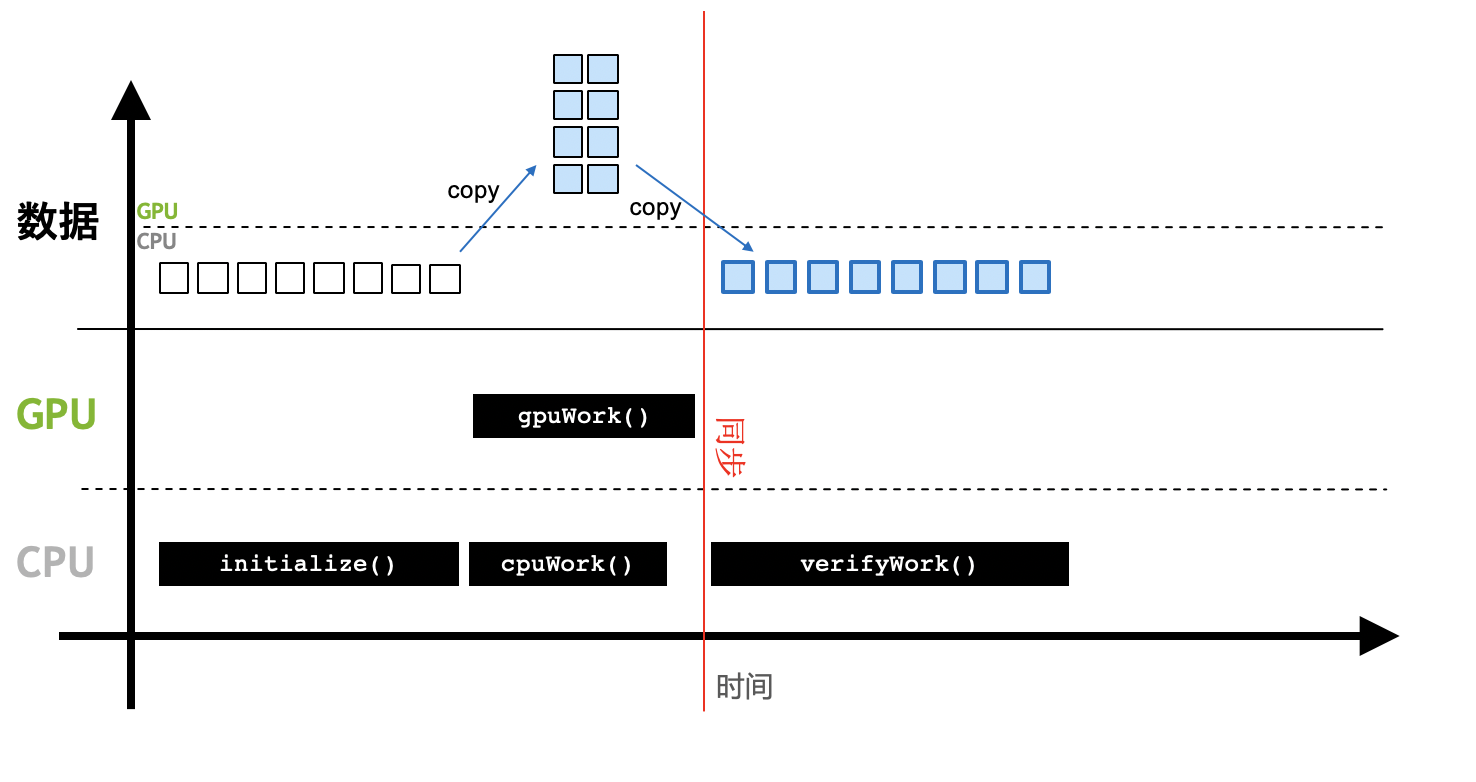 copy
copy
数据
GPU
CPU
GPU
gpuWork()
同步
CPU
initialize()
cpuWork()
verifyWork()
时间